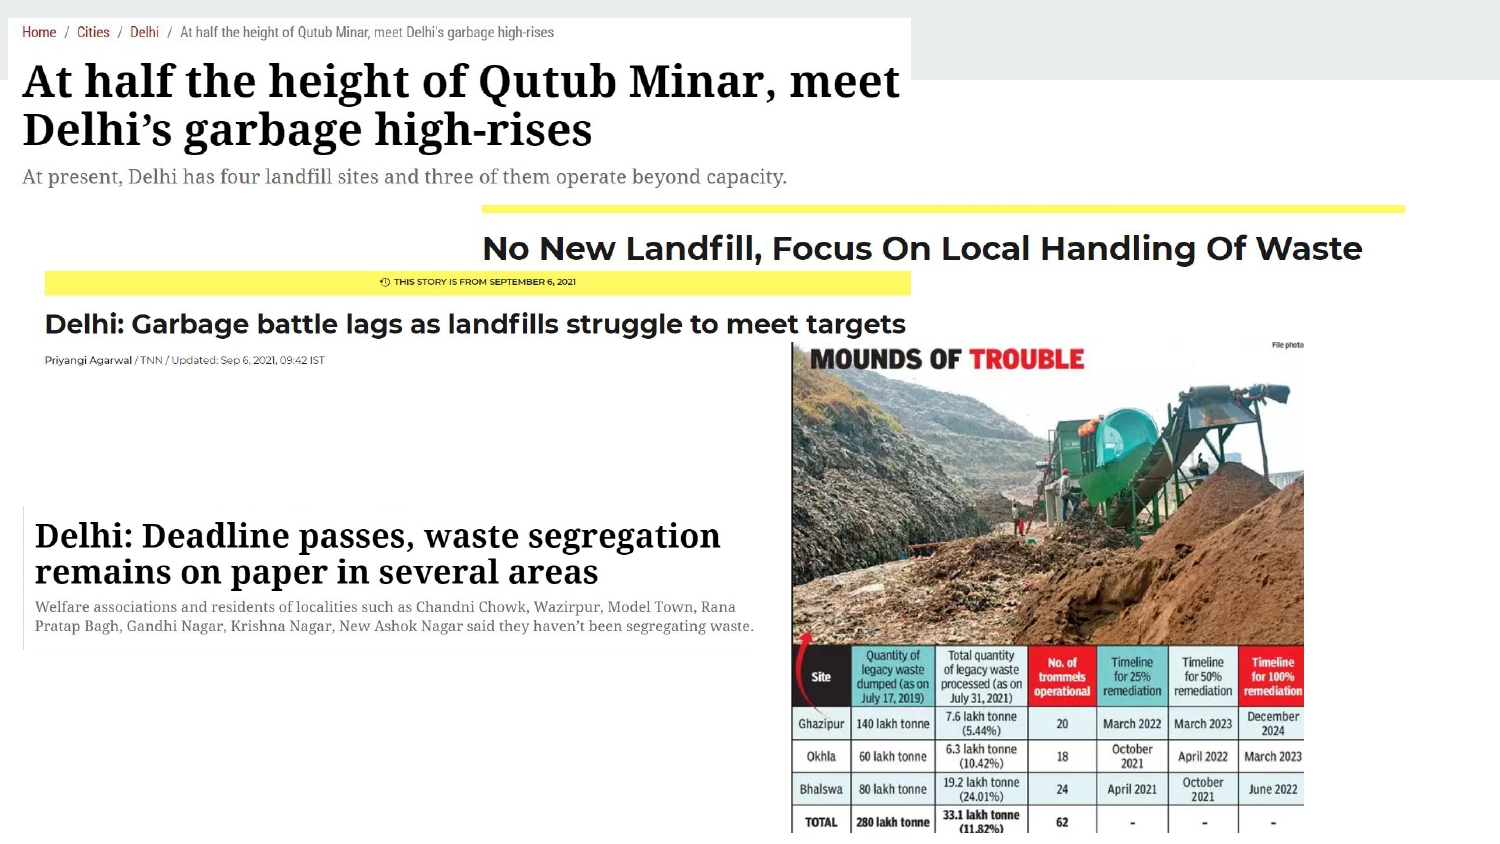 Home / Cities / Delhi / At half the height of Qutub Minar, meet Delhi's garbage high-rises
At half the height of Qutub Minar, meet
Delhi’s garbage high-rises
At present, Delhi has four landfill sites and three of them operate beyond capacity.
No New Landfill, Focus On Local Handling Of Waste
THIS STORY IS FROM SEPTEMBER 6, 2021
Delhi: Garbage battle lags as landfills struggle to meet targets
Priyangi Agarwal / TNN / Updated: Sep 6, 2021, 09:42 IST
File photo
MOUNDS OF TROUBLE
Delhi: Deadline passes, waste segregation
remains on paper in several areas
Welfare associations and residents of localities such as Chandni Chowk, Wazirpur, Model Town, Rana
Pratap Bagh, Gandhi Nagar, Krishna Nagar, New Ashok Nagar said they haven’t been segregating waste.
Site
Quantity of
legacy waste
dumped (as on
July 17, 2019)
Total quantity
of legacy waste
processed (as on
July 31, 2021)
No. of
trommels
operational
Timeline
for 25%
remediation
Timeline
for 50%
remediation
Timeline
for 100%
remediation
Ghazipur
140 lakh tonne
7.6 lakh tonne
(5.44%)
20
March 2022
March 2023
December
2024
Okhla
60 lakh tonne
6.3 lakh tonne
(10.42%)
18
October
2021
April 2022
March 2023
Bhalswa
80 lakh tonne
19.2 lakh tonne
(24.01%)
24
April 2021
October
2021
June 2022
TOTAL
280 lakh tonne
33.1 lakh tonne
(11.82%)
62
-
-
-